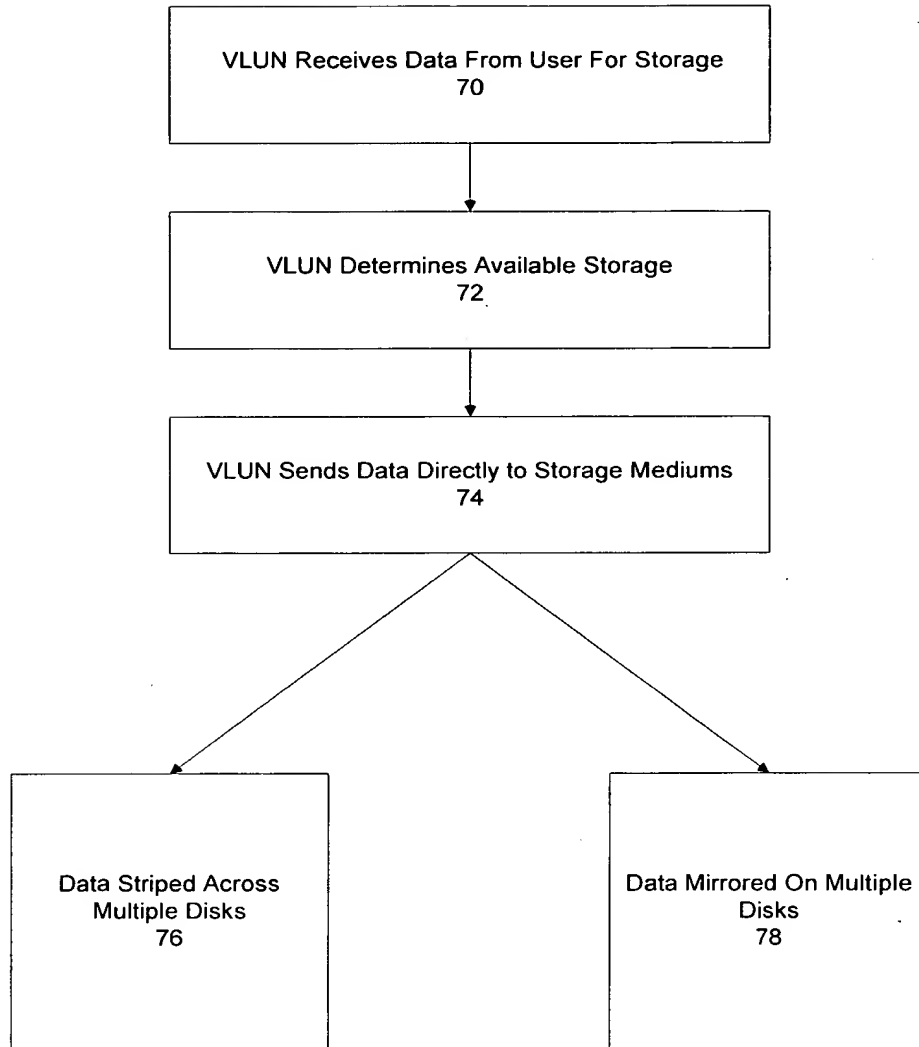 VLUN Receives Data From User For Storage
70
VLUN Determines Available Storage
72
VLUN Sends Data Directly to Storage Mediums
74
Data Striped Across
Multiple Disks
76
Data Mirrored On Multiple
Disks
78